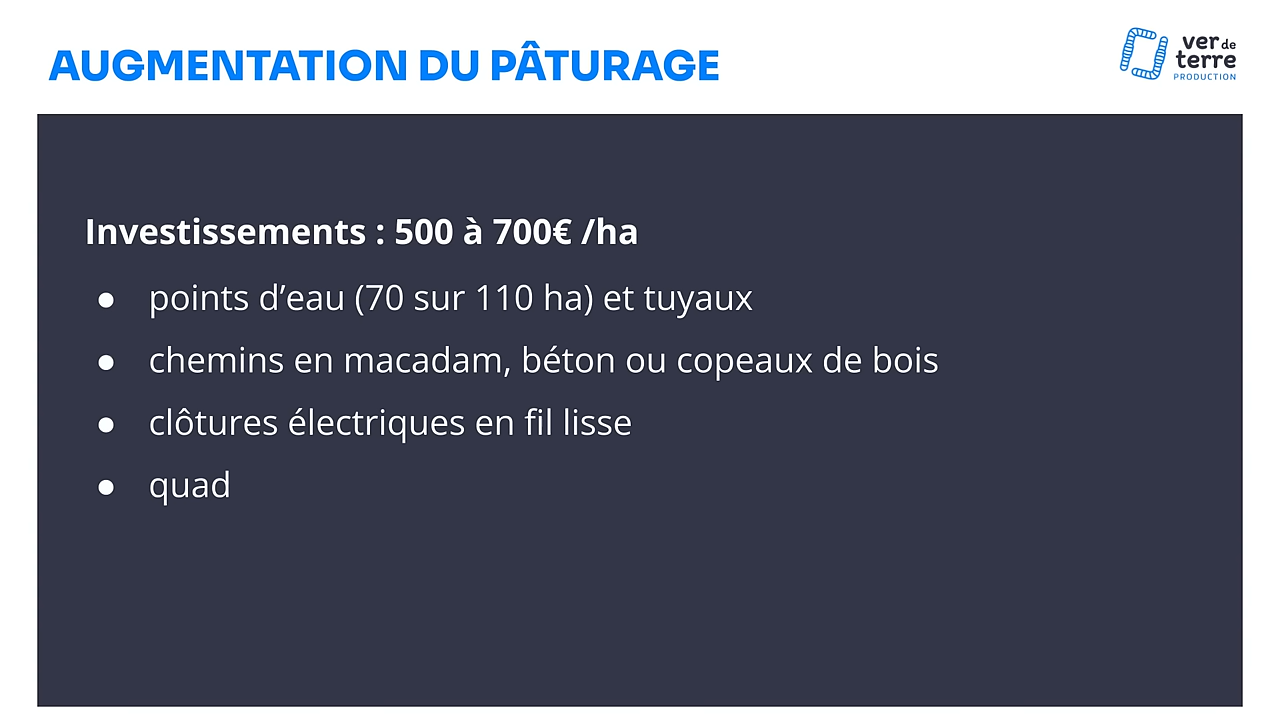 AUGMENTATION DU PÂTURAGE
ver de
terre
PRODUCTION
Investissements : 500 à 700€ /ha
● points d’eau (70 sur 110 ha) et tuyaux
● chemins en macadam, béton ou copeaux de bois
● clôtures électriques en fil lisse
● quad